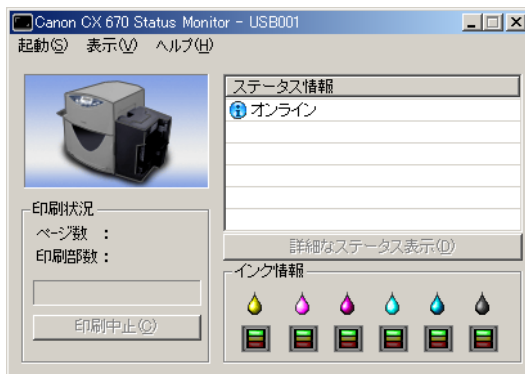 Canon CX 670 Status Monitor - USB001
起動(S) 表示(V) ヘルプ(H)
ステータス情報
オンライン
印刷状況
ページ数 :
印刷部数 :
詳細なステータス表示(D)
インク情報
印刷中止(C)